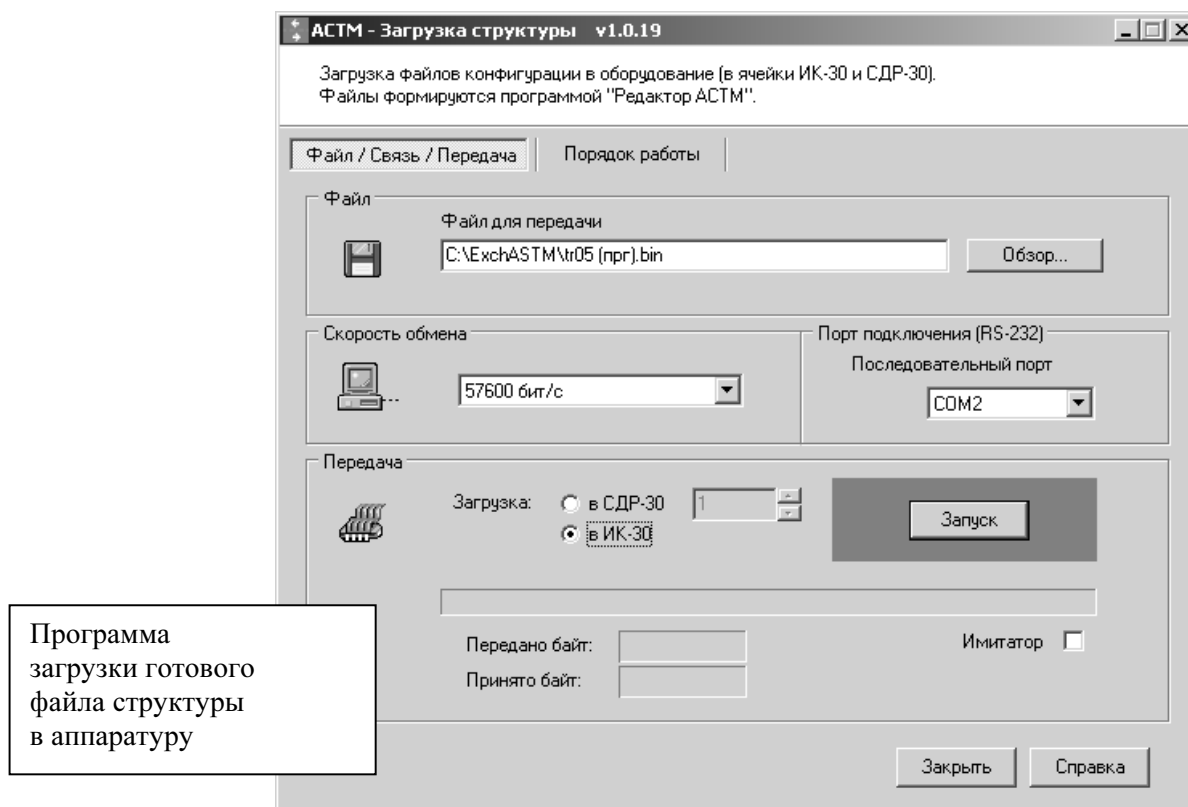 АСТМ - Загрузка структуры v1.0.19
Загрузка файлов конфигурации в оборудование (в ячейки ИК-30 и СДР-30).
Файлы формируются программой "Редактор АСТМ".
Файл / Связь / Передача
Порядок работы
Файл
Файл для передачи
C:\ExchASTM\tr05 (прг).bin
Обзор...
Скорость обмена
57600 бит/с
Порт подключения (RS-232)
Последовательный порт
COM2
Передача
Загрузка:
в СДР-30
1
в ИК-30
Запуск
Передано байт:
Принято байт:
Имитатор
Закрыть
Справка
Программа
загрузки готового
файла структуры
в аппаратуру